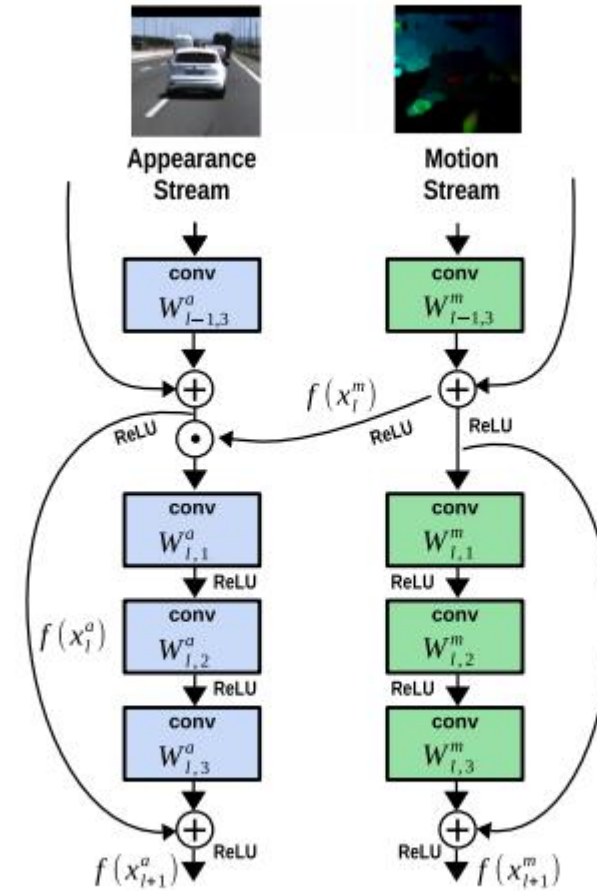 Appearance Stream
Motion Stream
conv
W^a_{l-1,3}
conv
W^m_{l-1,3}
f(x^m_l)
ReLU
ReLU
ReLU
conv
W^a_{l,1}
conv
W^m_{l,1}
ReLU
ReLU
f(x^a_l)
conv
W^a_{l,2}
conv
W^m_{l,2}
ReLU
ReLU
conv
W^a_{l,3}
conv
W^m_{l,3}
ReLU
ReLU
f(x^a_{l+1})
f(x^m_{l+1})